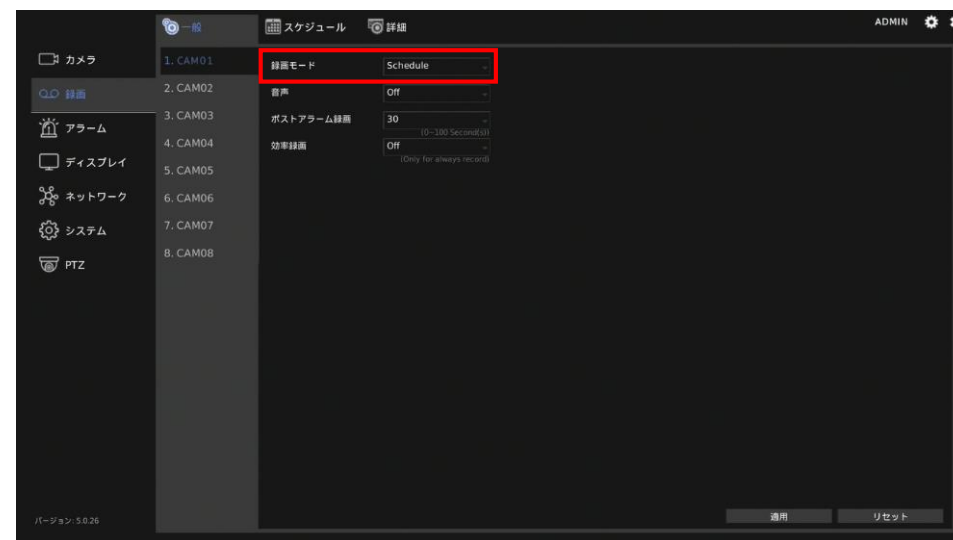 一般
スケジュール
詳細
ADMIN
カメラ
録画
アラーム
ディスプレイ
ネットワーク
システム
PTZ
1. CAM01
2. CAM02
3. CAM03
4. CAM04
5. CAM05
6. CAM06
7. CAM07
8. CAM08
録画モード Schedule
音声 Off
ポストアラーム録画 30
(0~100 Second(s))
効率録画 Off
(Only for always record)
適用
リセット
バージョン: 5.0.26